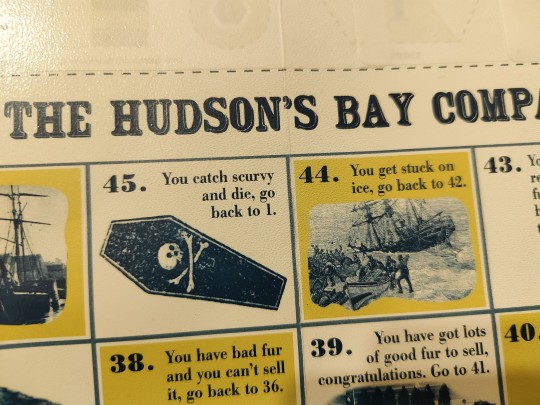 THE HUDSON'S BAY
45. You catch scurvy
and die, go
back to 1.
44. You get stuck on
ice, go back to 42.
43.
38. You have bad fur
and you can't sell
it, go back to 36.
39. You have got lots
of good fur to sell,
congratulations. Go to 41.
40.